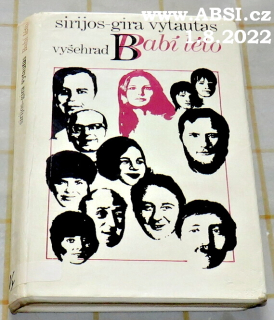 www.ABSI.cz
1.8.2022
sirijos-gira vytautas
vyšehrad Babí léto